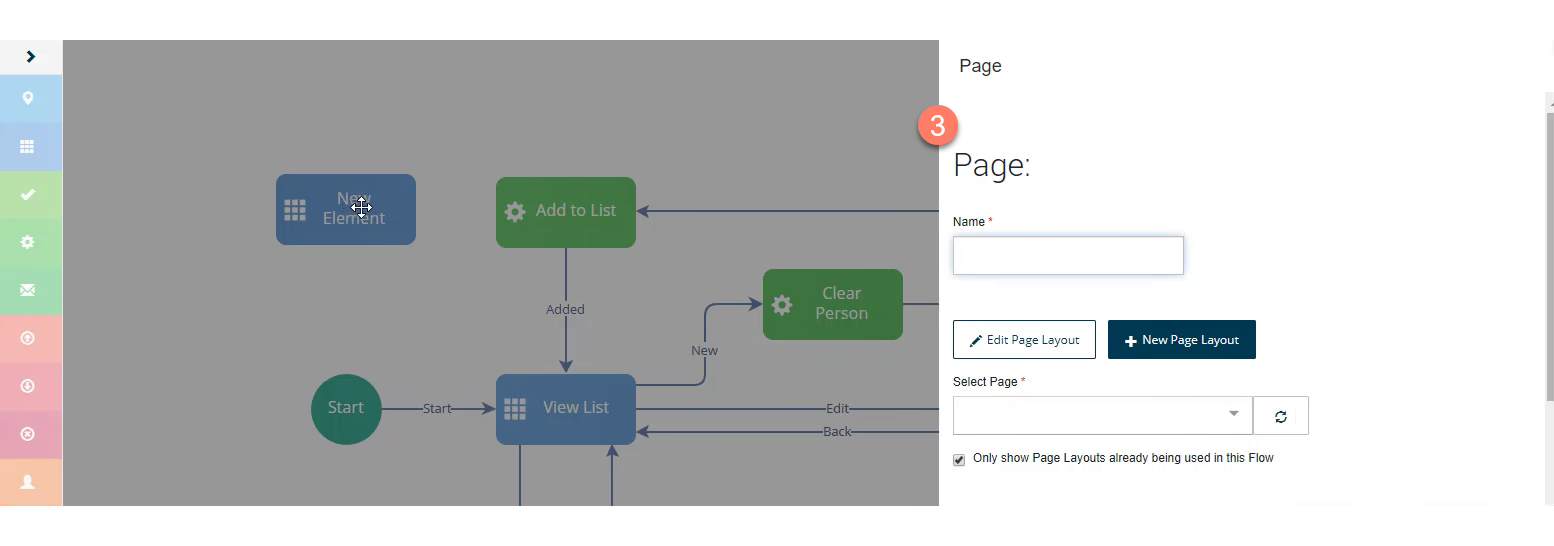 Page
3
Page:
New
Element
Add to List
Name *
Added
Clear
Person
New
Edit Page Layout
New Page Layout
Select Page *
Start
Start
View List
Edit
Back
Only show Page Layouts already being used in this Flow